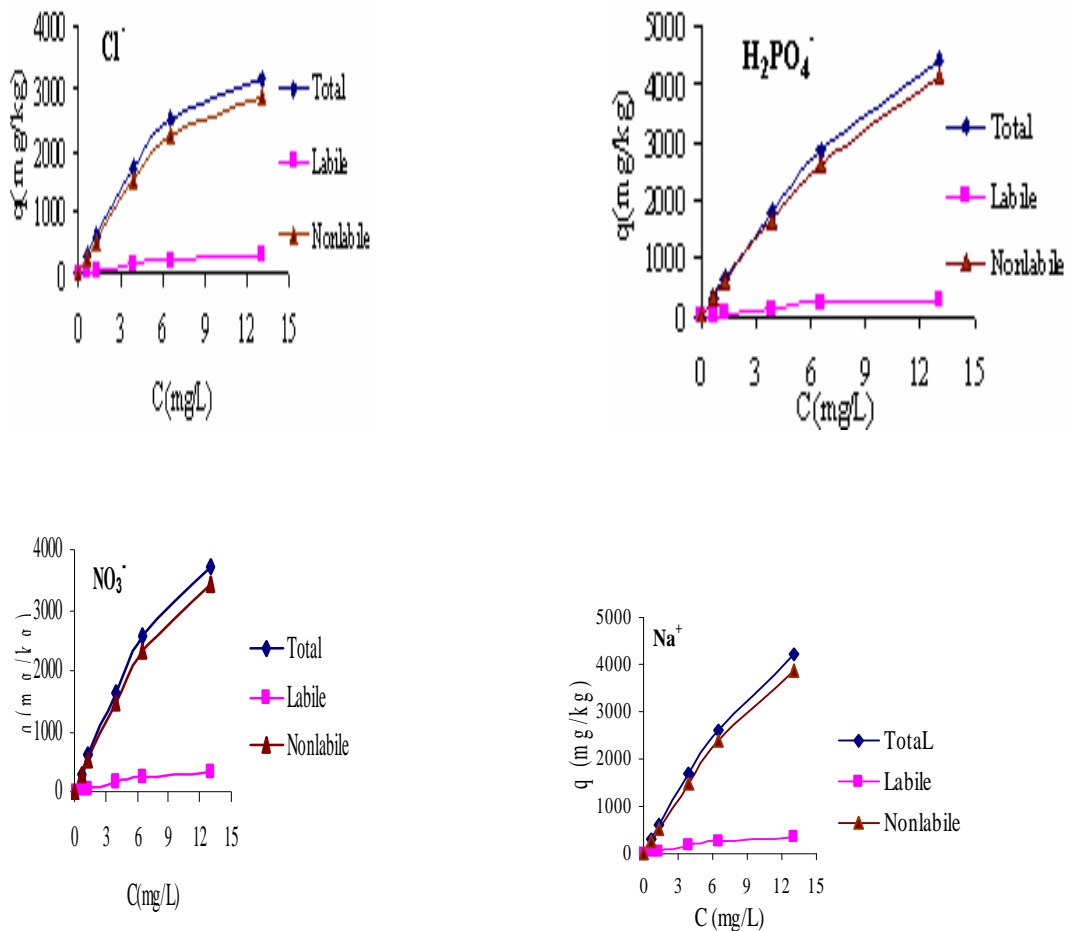 4000
3000
2000
1000
0
q(mg/kg)
Cl-
Total
Labile
Nonlabile
0 3 6 9 12 15
C(mg/L)
5000
4000
3000
2000
1000
0
q(mg/kg)
H2PO4-
Total
Labile
Nonlabile
0 3 6 9 12 15
C(mg/L)
4000
3000
2000
1000
0
NO3-
Total
Labile
Nonlabile
0 3 6 9 12 15
C(mg/L)
5000
4000
3000
2000
1000
0
q (mg/kg)
Na+
TotaL
Labile
Nonlabile
0 3 6 9 12 15
C (mg/L)